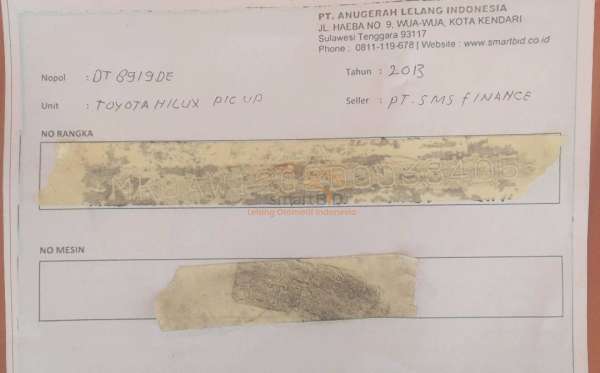 PT. ANUGERAH LELANG INDONESIA
JL. HAEBA NO. 9, WUA-WUA, KOTA KENDARI
Sulawesi Tenggara 93117
Phone : 0811-119-678 | Website : www.smartbid.co.id
Nopol : DT 8919 DE Tahun : 2013
Unit : TOYOTA HILUX PIC UP Seller : PT. SMS FINANCE
NO RANGKA
smartBID
Lelang Otomotif Indonesia
NO MESIN